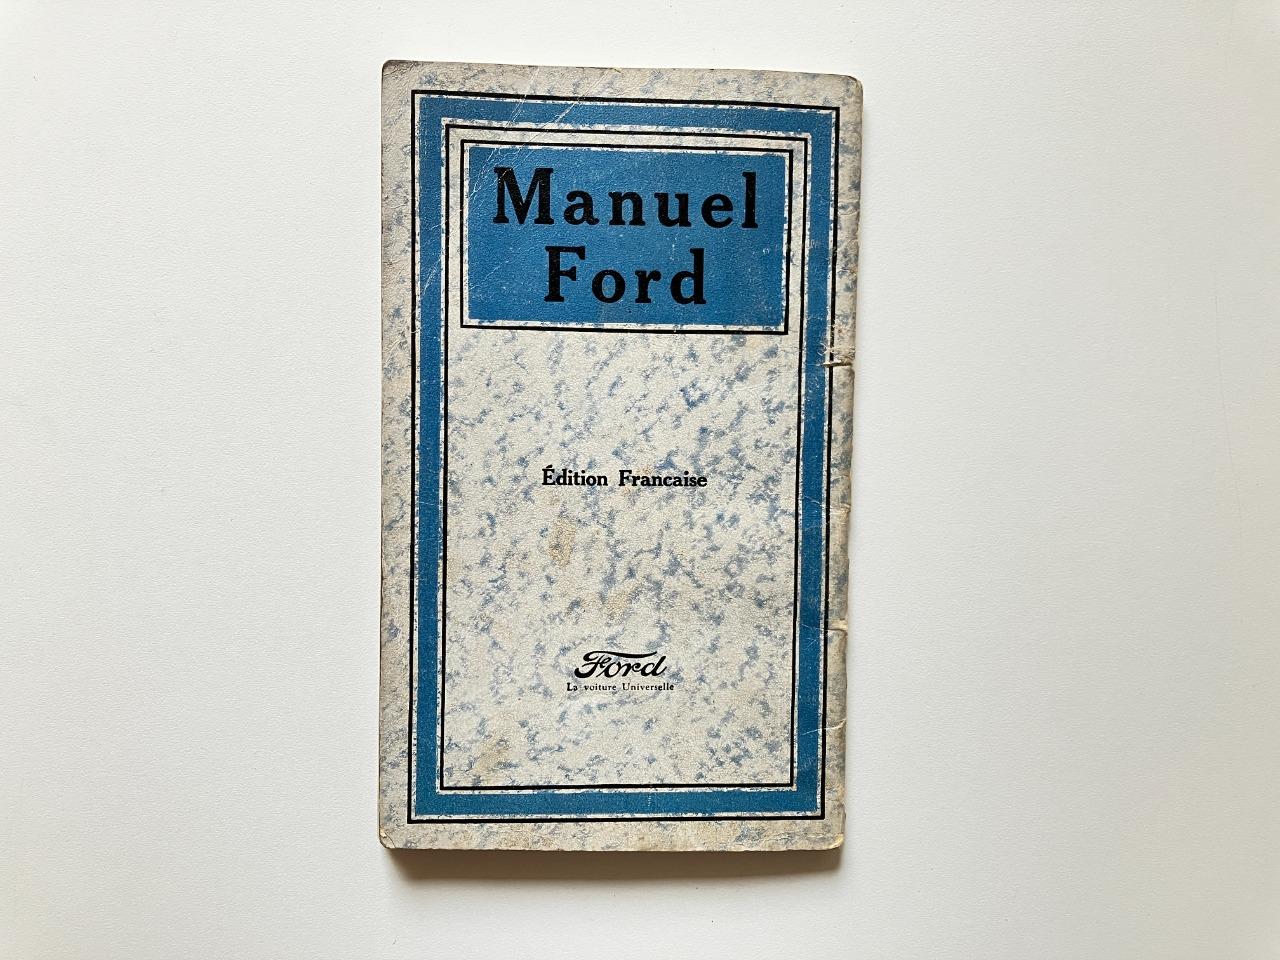 Manuel
Ford
Édition Francaise
Ford
La voiture Universelle